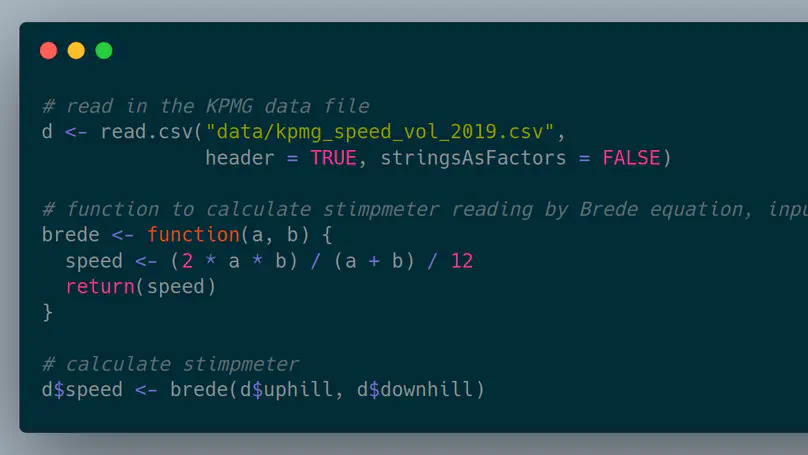 # read in the KPMG data file
d <- read.csv("data/kpmg_speed_vol_2019.csv",
header = TRUE, stringsAsFactors = FALSE)
# function to calculate stimpmeter reading by Brede equation,
brede <- function(a, b) {
speed <- (2 * a * b) / (a + b) / 12
return(speed)
}
# calculate stimpmeter
d$speed <- brede(d$uphill, d$downhill)